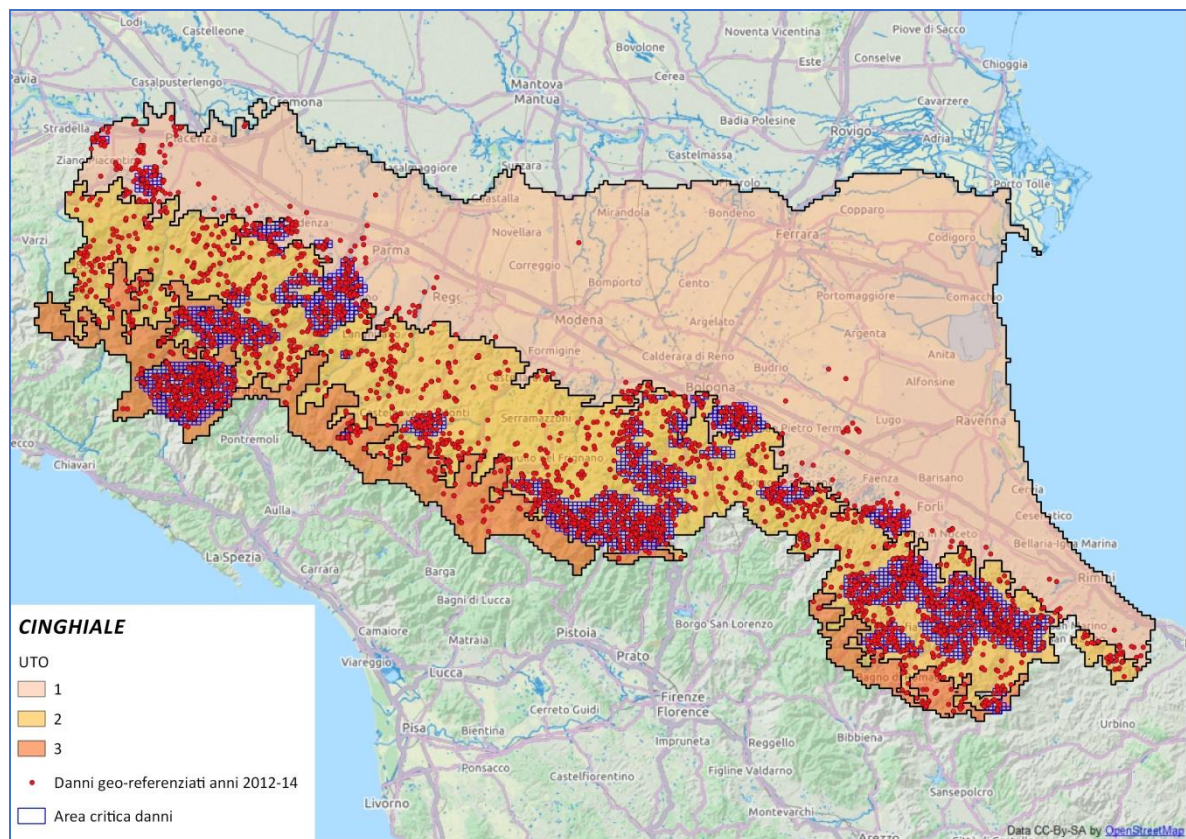 Lodi
Castelleone
Bovolone
Noventa Vicentina
Piove di Sacco
Conselve
Este
Chioggia
Pavia
Casalpusterlengo
Cerea
Mantova
Mantua
Cavarzere
Cremona
Badia Polesine
Rovigo
Adria
Stradella
Piacenza
Castelmassa
Porto Tolle
Mirandola
Bondeno
Copparo
Novellara
Ferrara
Codigoro
Varzi
Parma
Correggio
Bomporto
Cento
Portomaggiore
Comacchio
Modena
Argelato
Argenta
Anita
Formigine
Calderara di Reno
Budrio
Alfonsine
Bologna
Serramazzoni
Lugo
Ravenna
Pontremoli
Faenza
Barisano
Chiavari
Forlì
Cesenatico
Aulla
Bellaria-Igea Marina
La Spezia
Carrara
Barga
Rimini
Bagni di Lucca
Borgo San Lorenzo
Camaiore
Matraia
Pistoia
Viareggio
Prato
Lucca
Firenze
Florence
Urbino
Pisa
Cerreto Guidi
Bibbiena
Bientina
Impruneta
Reggello
Ponsacco
Figline Valdarno
Castelfiorentino
Sansepolcro
Livorno
Montevarchi
Arezzo
CINGHIALE
UTO
1
2
3
Danni geo-referenziati anni 2012-14
Area critica danni
Data CC-By-SA by OpenStreetMap